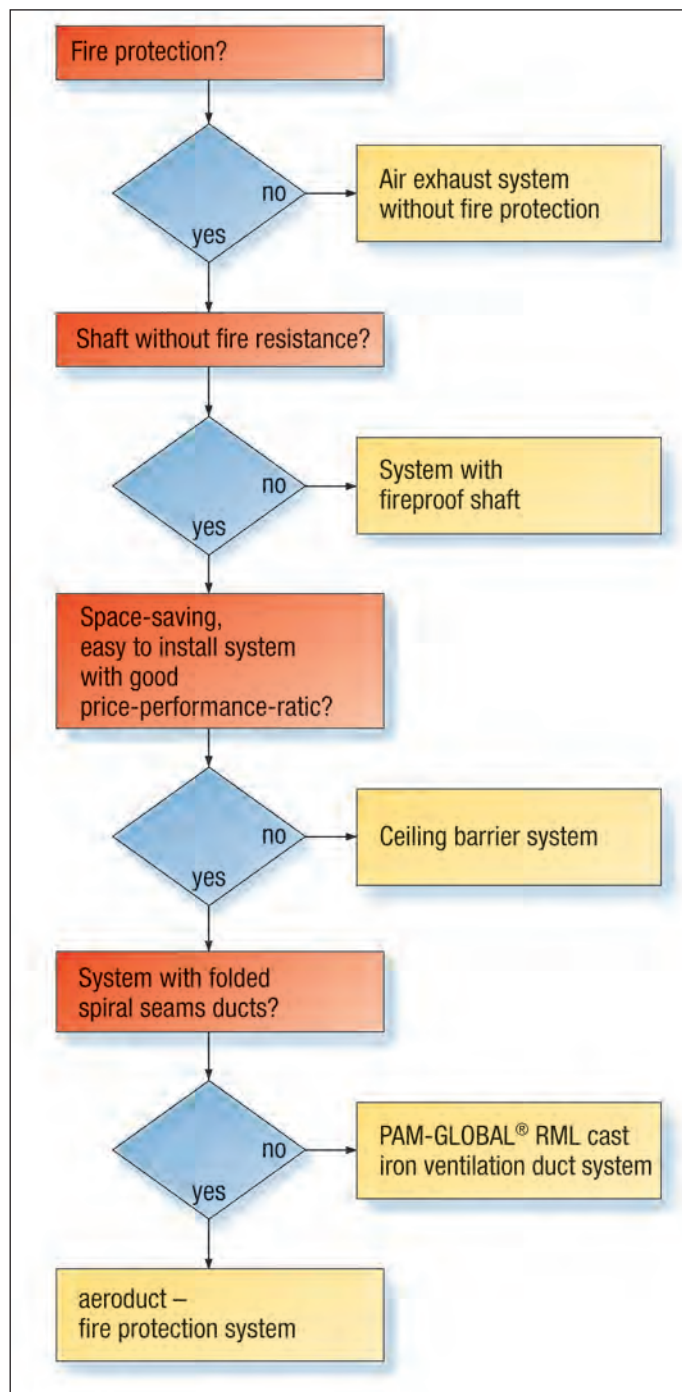 Fire protection?
no
yes
Air exhaust system
without fire protection
Shaft without fire resistance?
no
yes
System with
fireproof shaft
Space-saving,
easy to install system
with good
price-performance-ratic?
no
yes
Ceiling barrier system
System with folded
spiral seams ducts?
no
yes
PAM-GLOBAL® RML cast
iron ventilation duct system
aeroduct –
fire protection system